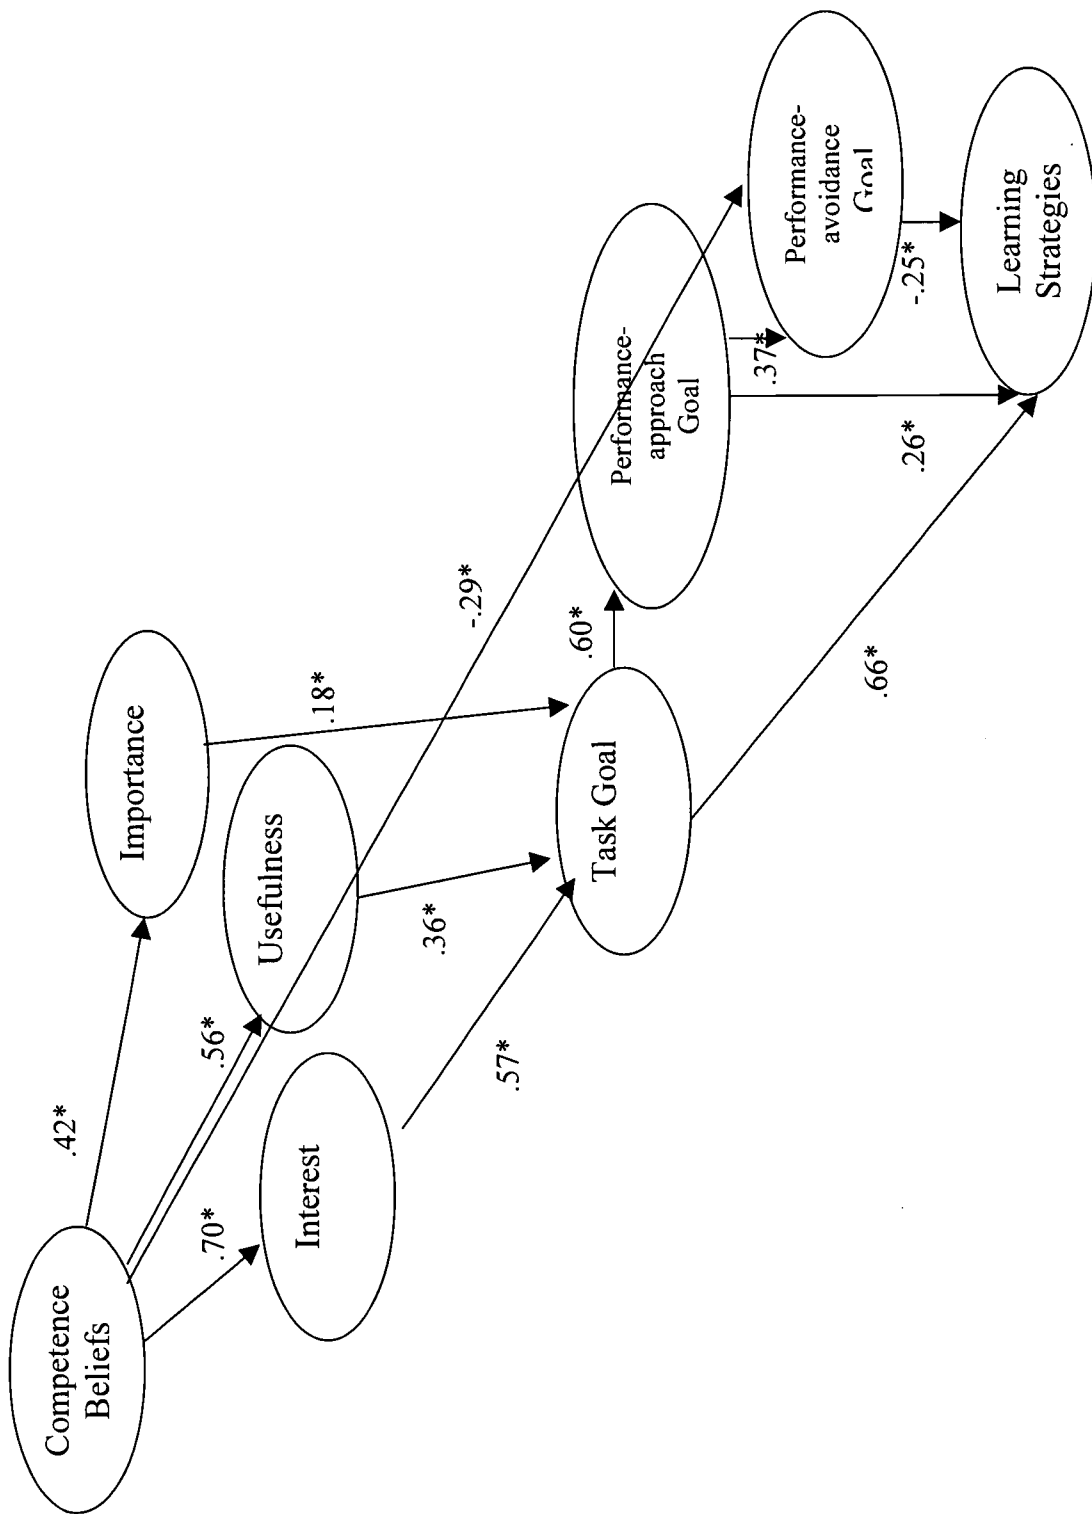 Competence
Beliefs
.42*
.56*
.70*
Importance
Usefulness
Interest
.18*
-.29*
.36*
.57*
Task Goal
.60*
.66*
Performance-
approach
Goal
.37*
.26*
Performance-
avoidance
Goal
-.25*
Learning
Strategies